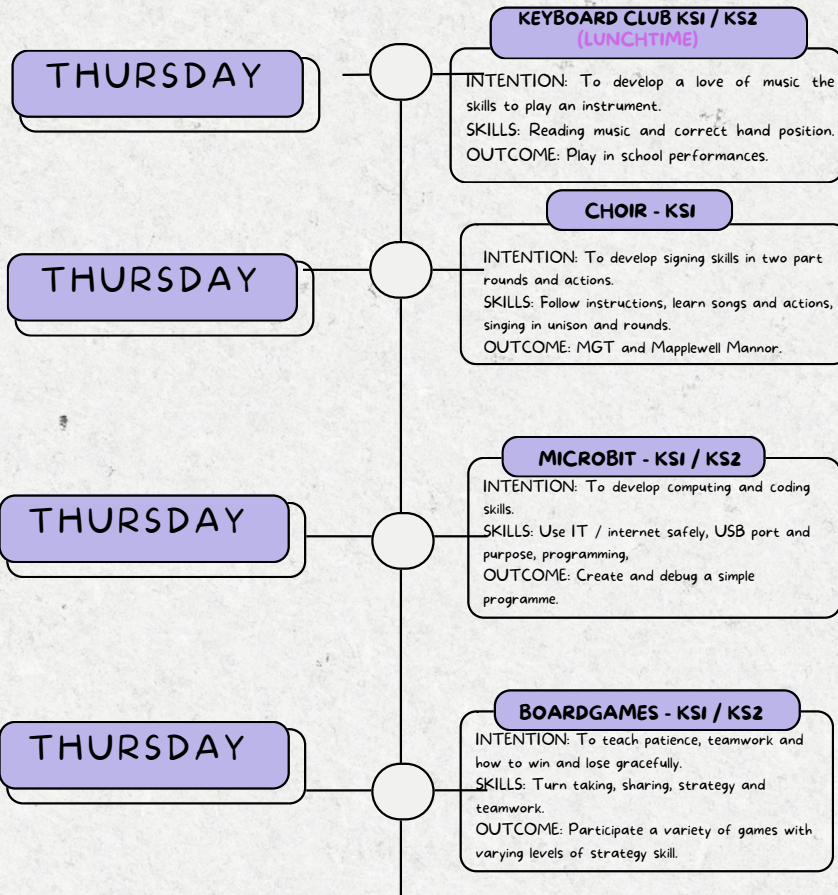 THURSDAY
KEYBOARD CLUB KS1 / KS2
(LUNCHTIME)
INTENTION: To develop a love of music the
skills to play an instrument.
SKILLS: Reading music and correct hand position.
OUTCOME: Play in school performances.
THURSDAY
CHOIR - KS1
INTENTION: To develop signing skills in two part
rounds and actions.
SKILLS: Follow instructions, learn songs and actions,
singing in unison and rounds.
OUTCOME: MGT and Mapplewell Mannor.
THURSDAY
MICROBIT - KS1 / KS2
INTENTION: To develop computing and coding
skills.
SKILLS: Use IT / internet safely, USB port and
purpose, programming,
OUTCOME: Create and debug a simple
programme.
THURSDAY
BOARDGAMES - KS1 / KS2
INTENTION: To teach patience, teamwork and
how to win and lose gracefully.
SKILLS: Turn taking, sharing, strategy and
teamwork.
OUTCOME: Participate a variety of games with
varying levels of strategy skill.